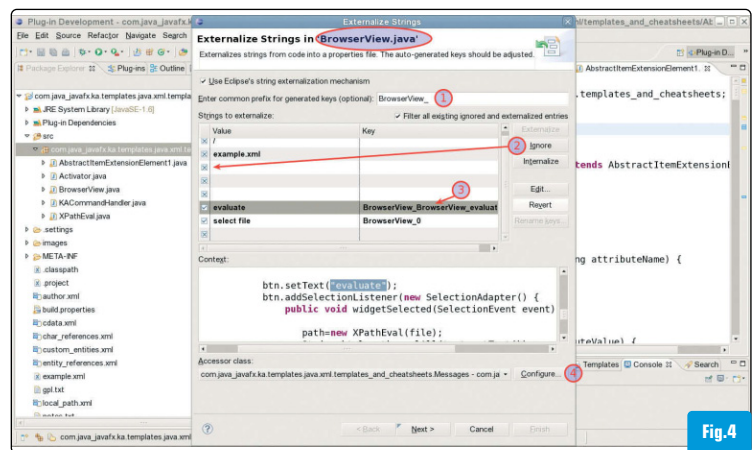 Plug-in Development - com.java_javafx.k
Externalize Strings
ml/templates_and_cheatsheets/Ab
File Edit Source Refactor Navigate Search
Externalize Strings in 'BrowserView.java'
Externalizes strings from code into a properties file. The auto-generated keys should be adjusted.
Plug-in D...
Package Explorer
Plug-ins
Outline
AbstractItemExtensionElement1.
Use Eclipse's string externalization mechanism
Enter common prefix for generated keys (optional): BrowserView_
1
Strings to externalize:
Filter all existing ignored and externalized entries
Value
Key
Externalize
/
2
Ignore
example.xml
Internalize
3
Edit...
evaluate
BrowserView_BrowserView_evaluat
Revert
select file
BrowserView_0
Rename keys...
com.java_javafx.ka.templates.java.xml.templa
JRE System Library [JavaSE-1.6]
Plug-in Dependencies
src
com.java_javafx.ka.templates.java.xml.te
AbstractItemExtensionElement1.java
Activator.java
BrowserView.java
KACommandHandler.java
XPathEval.java
.settings
images
META-INF
.classpath
.project
author.xml
build.properties
cdata.xml
char_references.xml
custom_entities.xml
entity_references.xml
example.xml
gpl.txt
local_path.xml
Context:
btn.setText("evaluate");
btn.addSelectionListener(new SelectionAdapter() {
public void widgetSelected(SelectionEvent event)
path=new XPathEval(file);
Accessor class:
com.java_javafx.ka.templates.java.xml.templates_and_cheatsheets.Messages - com.ja
Configure...
4
.templates_and_cheatsheets;
tends AbstractItemExtensionE
ng attributeName) {
Templates
Console
Search
< Back
Next >
Cancel
Finish
com.java_javafx.ka.templates.java.xml
Fig.4